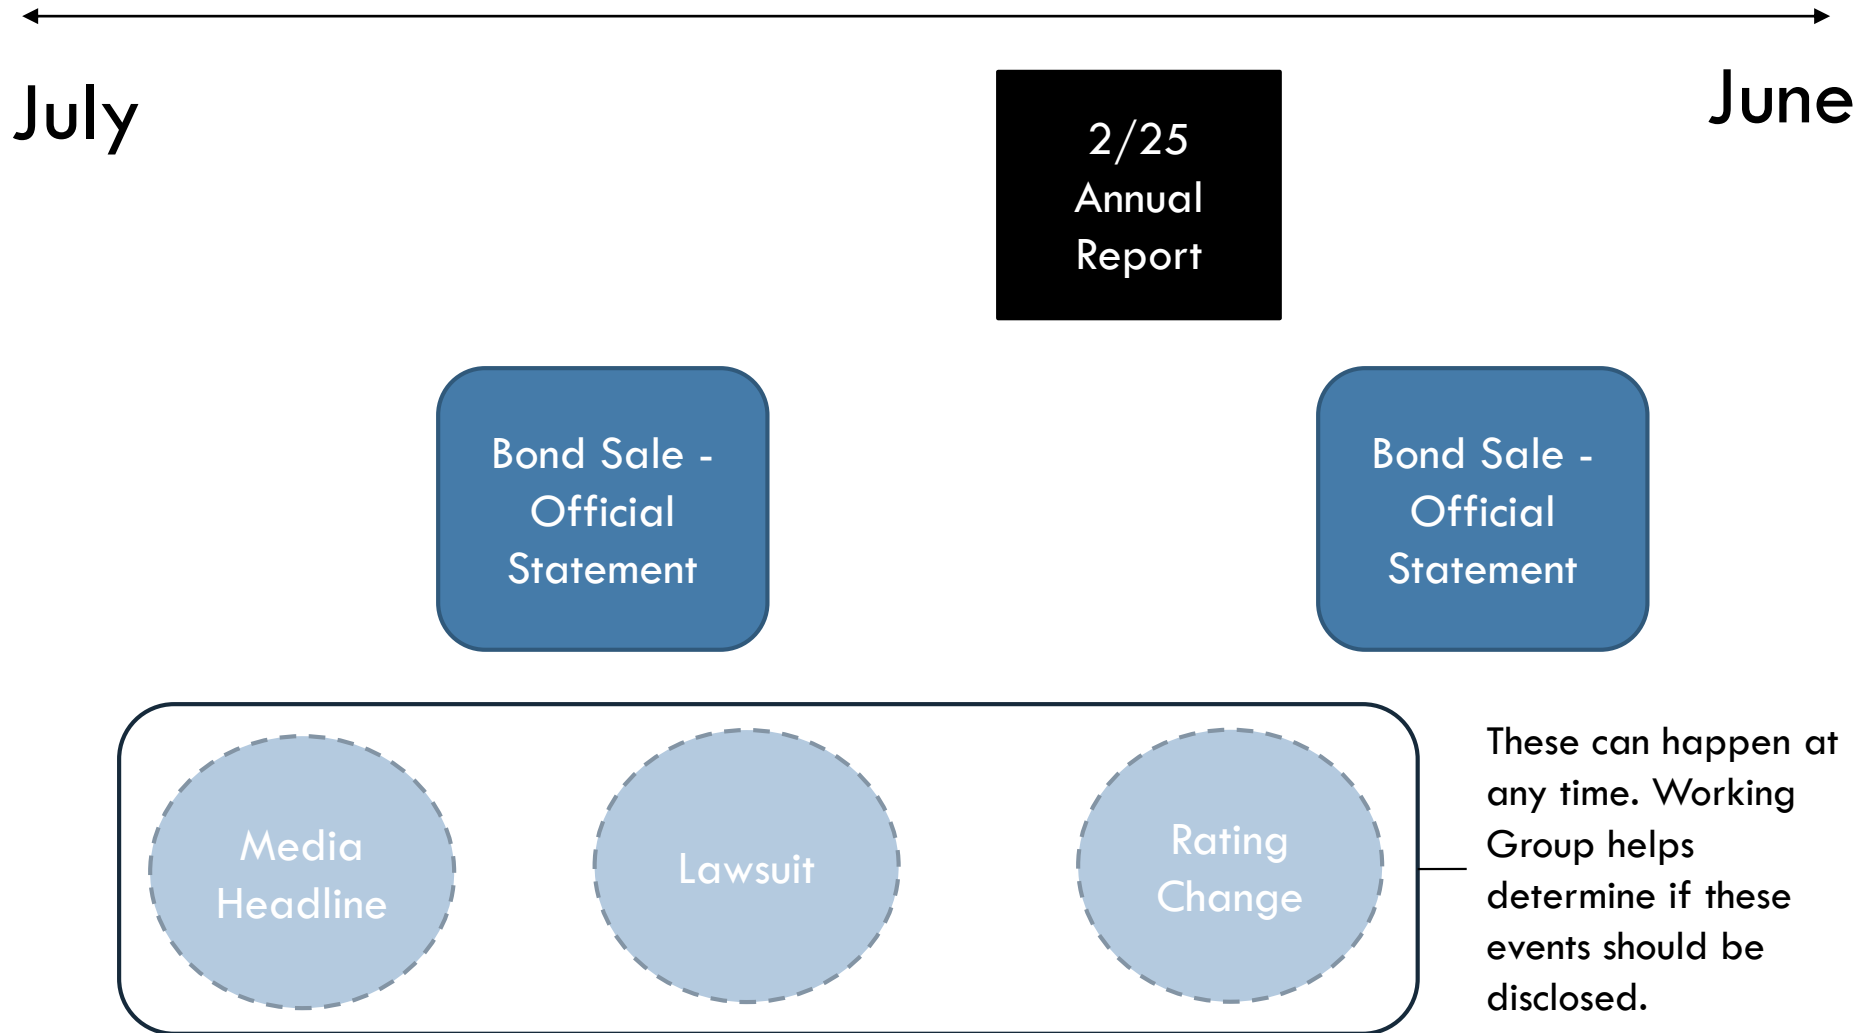 July
June
2/25
Annual
Report
Bond Sale -
Official
Statement
Bond Sale -
Official
Statement
Media
Headline
Lawsuit
Rating
Change
These can happen at
any time. Working
Group helps
determine if these
events should be
disclosed.